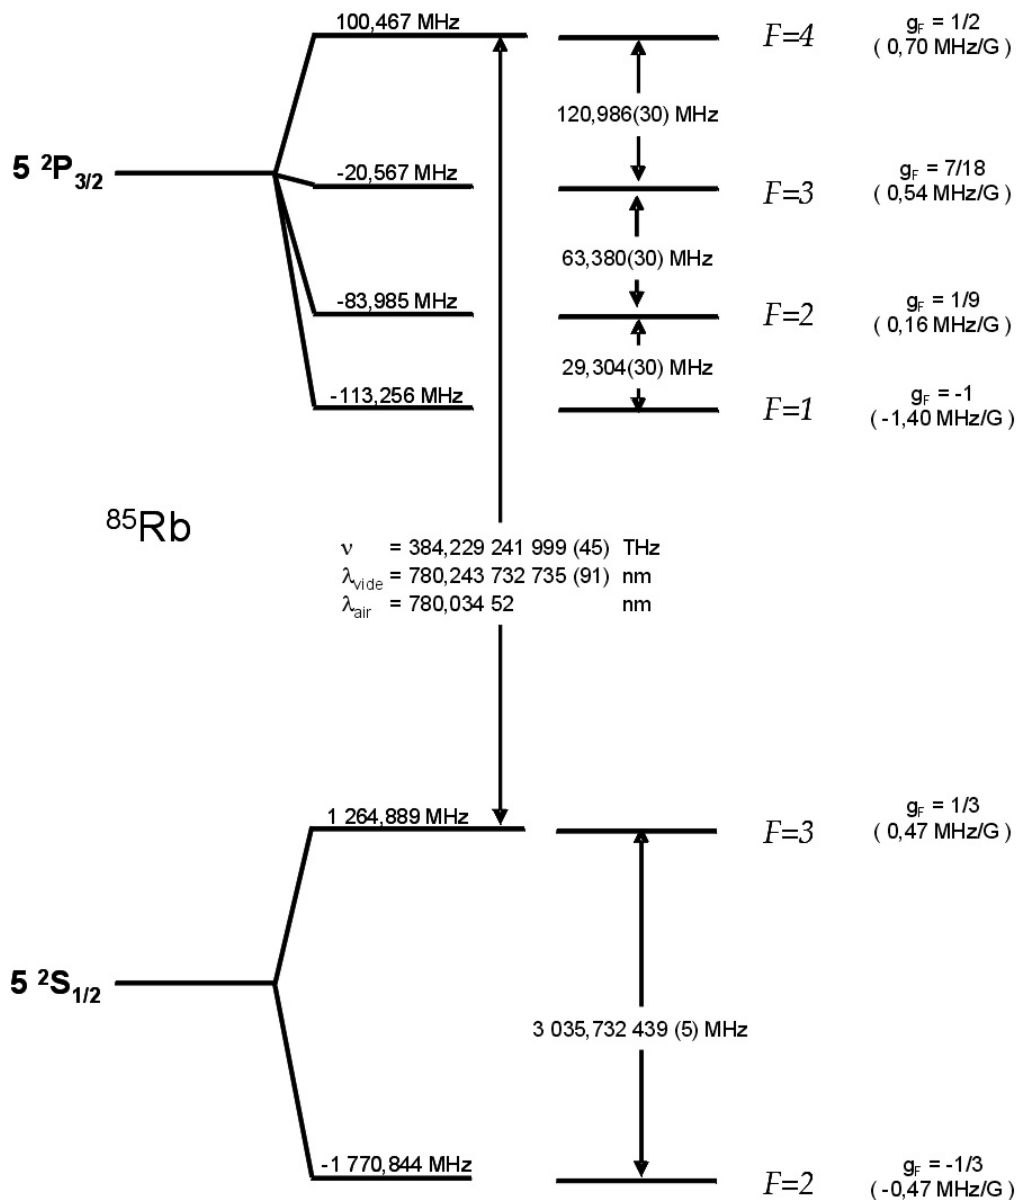 100,467 MHz
F=4
g_F = 1/2
( 0,70 MHz/G )
120,986(30) MHz
5 ²P_3/2
-20,567 MHz
F=3
g_F = 7/18
( 0,54 MHz/G )
63,380(30) MHz
-83,985 MHz
F=2
g_F = 1/9
( 0,16 MHz/G )
29,304(30) MHz
-113,256 MHz
F=1
g_F = -1
( -1,40 MHz/G )
⁸⁵Rb
ν = 384,229 241 999 (45) THz
λ_vide = 780,243 732 735 (91) nm
λ_air = 780,034 52 nm
1 264,889 MHz
F=3
g_F = 1/3
( 0,47 MHz/G )
5 ²S_1/2
3 035,732 439 (5) MHz
-1 770,844 MHz
F=2
g_F = -1/3
(-0,47 MHz/G )